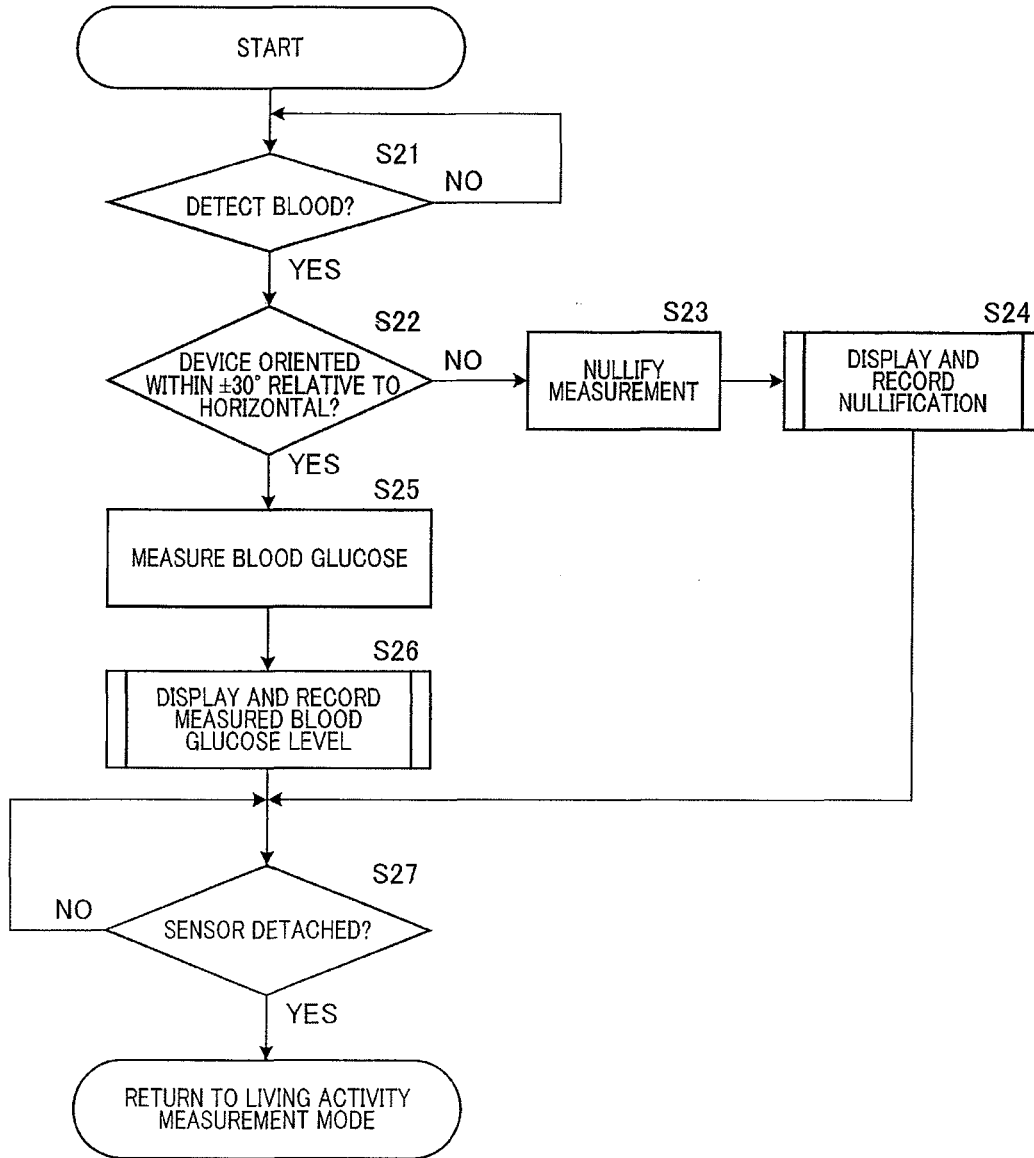 START
S21
DETECT BLOOD?
NO
YES
S22
DEVICE ORIENTED
WITHIN ±30° RELATIVE TO
HORIZONTAL?
NO
YES
S23
NULLIFY
MEASUREMENT
S24
DISPLAY AND
RECORD
NULLIFICATION
S25
MEASURE BLOOD GLUCOSE
S26
DISPLAY AND RECORD
MEASURED BLOOD
GLUCOSE LEVEL
S27
SENSOR DETACHED?
NO
YES
RETURN TO LIVING ACTIVITY
MEASUREMENT MODE